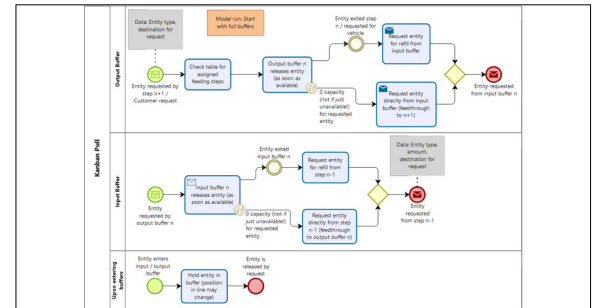 Kanban Pull
Output Buffer
Data: Entity type,
destination for
request
Model run: Start
with full buffers
Entity requested by
step n+1 /
Customer request
Check table for
assigned
feeding steps
Output buffer n
releases entity
(as soon as
available)
Entity exited step
n / requested for
vehicle
Request entity
for refill from
input buffer
0 capacity
(not if just
unavailable!) for
requested
entity
Request entity
directly from input
buffer (feedthrough
to n+1)
Entity requested
from input buffer n
Input Buffer
Entity
requested by
output buffer n
Input buffer n
releases entity (as
soon as available)
Entity exited
input buffer n
Request entity
for refill from
step n-1
0 capacity (not if
just unavailable!)
for requested
entity
Request entity
directly from step
n-1 (feedthrough
to output buffer n)
Data: Entity type,
amount,
destination for
request
Entity
requested
from step n-1
Upon entering
buffers
Entity enters
input / output
buffer
Hold entity in
buffer (position
in line may
change)
Entity is
released by
request